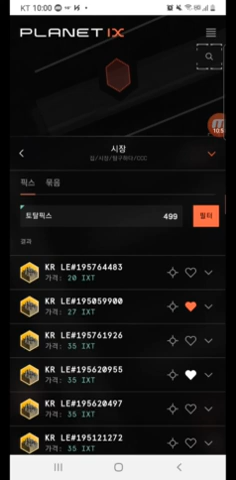 KT 10:00
PLANET IX
시장
픽스 묶음
토탈픽스 499 필터
결과
KR LE#195764483
가격: 20 IXT
KR LE#195059900
가격: 27 IXT
KR LE#195761926
가격: 35 IXT
KR LE#195620955
가격: 35 IXT
KR LE#195620497
가격: 35 IXT
KR LE#195121272
가격: 35 IXT